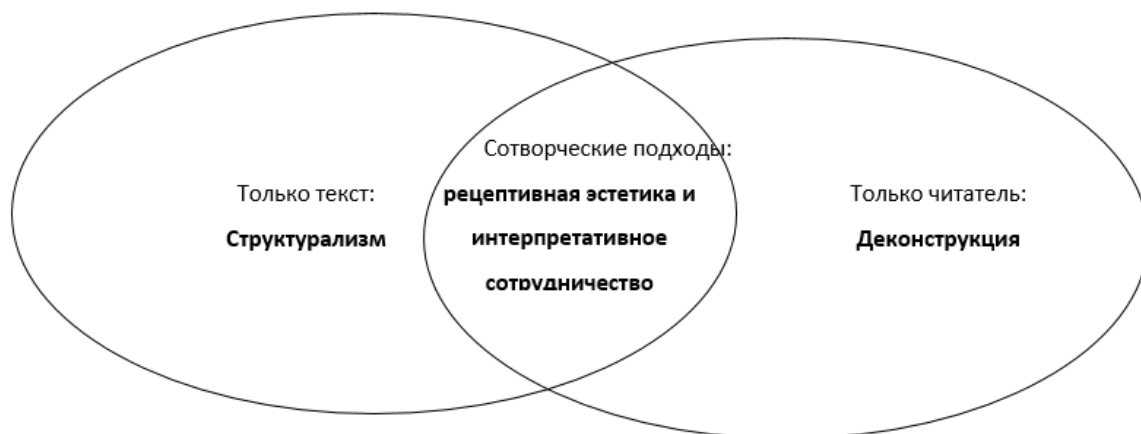 Сотворческие подходы:
Только текст:
Структурализм
рецептивная эстетика и
интерпретативное
сотрудничество
Только читатель:
Деконструкция